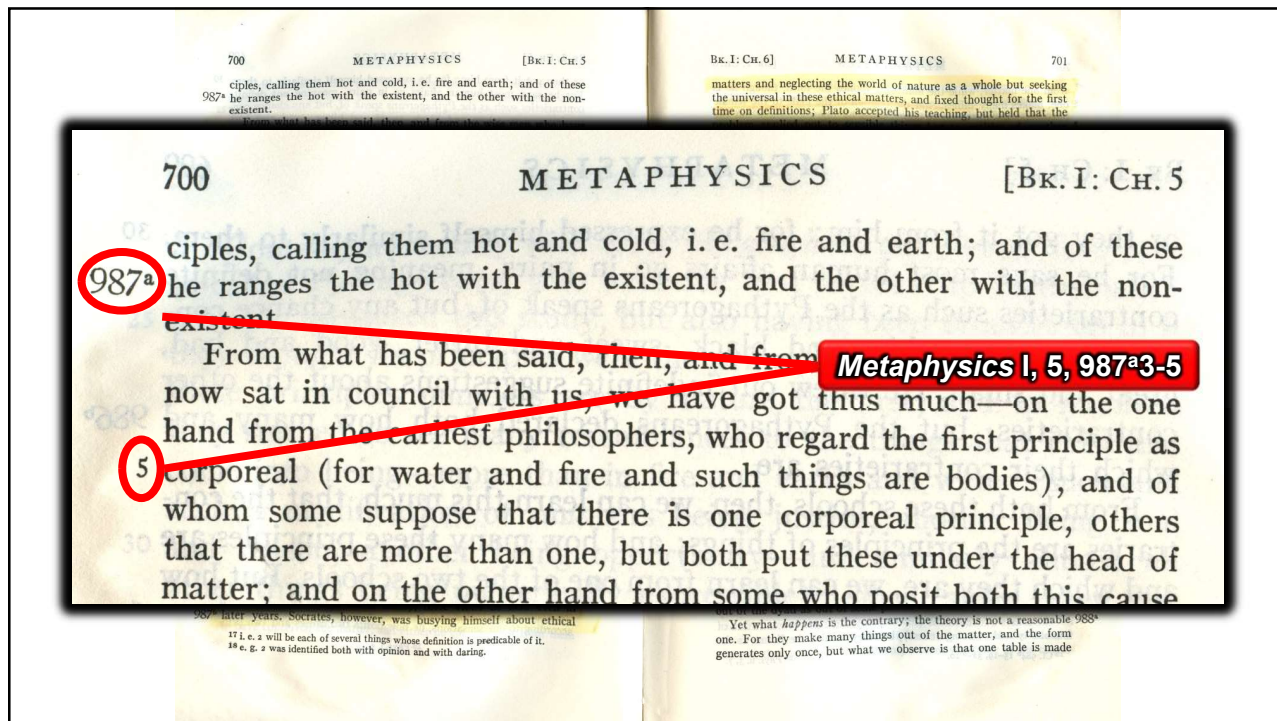 700 METAPHYSICS [BK. I: CH. 5
ciples, calling them hot and cold, i. e. fire and earth; and of these
987ᵃ he ranges the hot with the existent, and the other with the non-
existent.
BK. I: CH. 6] METAPHYSICS 701
matters and neglecting the world of nature as a whole but seeking
the universal in these ethical matters, and fixed thought for the first
time on definitions; Plato accepted his teaching, but held that the
700 METAPHYSICS [BK. I: CH. 5
ciples, calling them hot and cold, i. e. fire and earth; and of these
987ᵃ he ranges the hot with the existent, and the other with the non-
existent
From what has been said, then, and from
Metaphysics I, 5, 987ᵃ3-5
now sat in council with us, we have got thus much—on the one
hand from the earliest philosophers, who regard the first principle as
5 corporeal (for water and fire and such things are bodies), and of
whom some suppose that there is one corporeal principle, others
that there are more than one, but both put these under the head of
matter; and on the other hand from some who posit both this cause
987ᵇ later years. Socrates, however, was busying himself about ethical
17 i. e. 2 will be each of several things whose definition is predicable of it.
18 e. g. 2 was identified both with opinion and with daring.
Yet what happens is the contrary; the theory is not a reasonable 988ᵃ
one. For they make many things out of the matter, and the form
generates only once, but what we observe is that one table is made